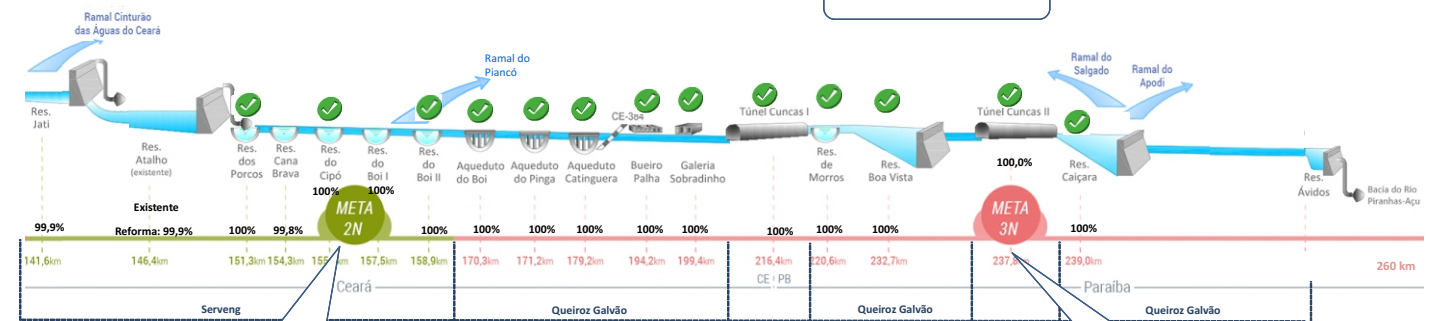 Ramal Cinturão
das Águas do Ceará
Ramal do
Piancó
Ramal do
Salgado
Ramal do
Apodi
CE-384
Túnel Cuncas I
Túnel Cuncas II
Res.
Jati
Res.
Atalho
(existente)
Res.
dos
Porcos
Res.
Cana
Brava
Res.
do
Cipó
Res.
do
Boi I
Res.
do
Boi II
Aqueduto
do Boi
Aqueduto
do Pinga
Aqueduto
Catinguera
Bueiro
Palha
Galeria
Sobradinho
Res.
de
Morros
Res.
Boa Vista
100,0%
Res.
Caiçara
Res.
Ávidos
Bacia do Rio
Piranhas-Açu
META
2N
META
3N
99,9%
Existente
Reforma: 99,9%
100%
99,8%
100%
100%
100%
100%
100%
100%
100%
100%
100%
100%
100%
100%
141,6km
146,4km
151,3km
154,3km
157,5km
158,9km
170,3km
171,2km
179,2km
194,2km
199,4km
216,4km
220,6km
232,7km
239,0km
260 km
Ceará
CE
PB
Paraíba
Serveng
Queiroz Galvão
Queiroz Galvão
Queiroz Galvão